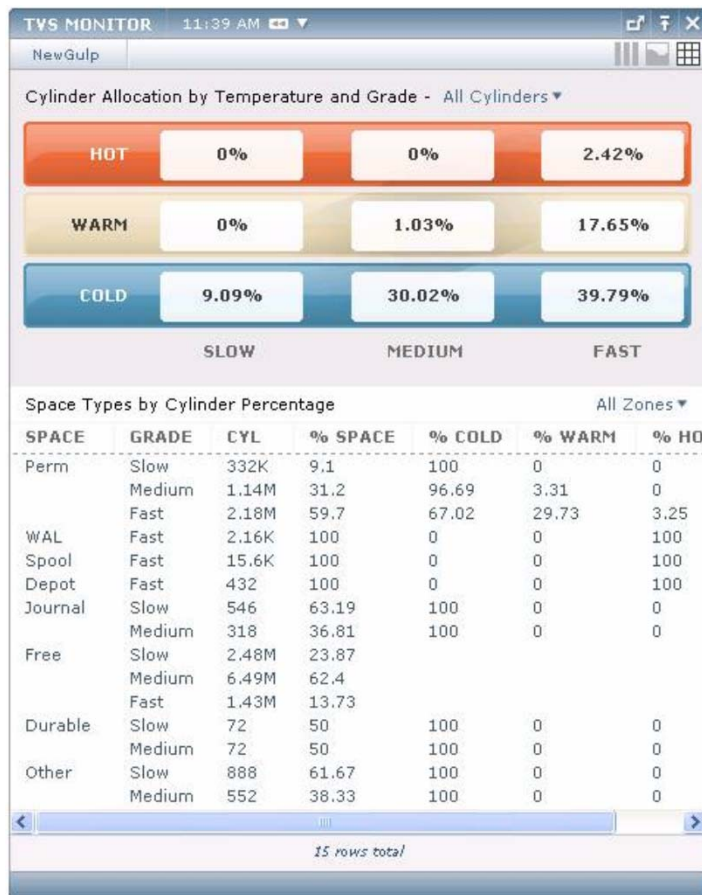 TVS MONITOR 11:39 AM ▼
NewGulp
Cylinder Allocation by Temperature and Grade - All Cylinders ▾
HOT 0% 0% 2.42%
WARM 0% 1.03% 17.65%
COLD 9.09% 30.02% 39.79%
SLOW MEDIUM FAST
Space Types by Cylinder Percentage All Zones ▾
SPACE GRADE CYL % SPACE % COLD % WARM % HO
Perm Slow 332K 9.1 100 0 0
Medium 1.14M 31.2 96.69 3.31 0
Fast 2.18M 59.7 67.02 29.73 3.25
WAL Fast 2.16K 100 0 0 100
Spool Fast 15.6K 100 0 0 100
Depot Fast 432 100 0 0 100
Journal Slow 546 63.19 100 0 0
Medium 318 36.81 100 0 0
Free Slow 2.48M 23.87
Medium 6.49M 62.4
Fast 1.43M 13.73
Durable Slow 72 50 100 0 0
Medium 72 50 100 0 0
Other Slow 888 61.67 100 0 0
Medium 552 38.33 100 0 0
15 rows total